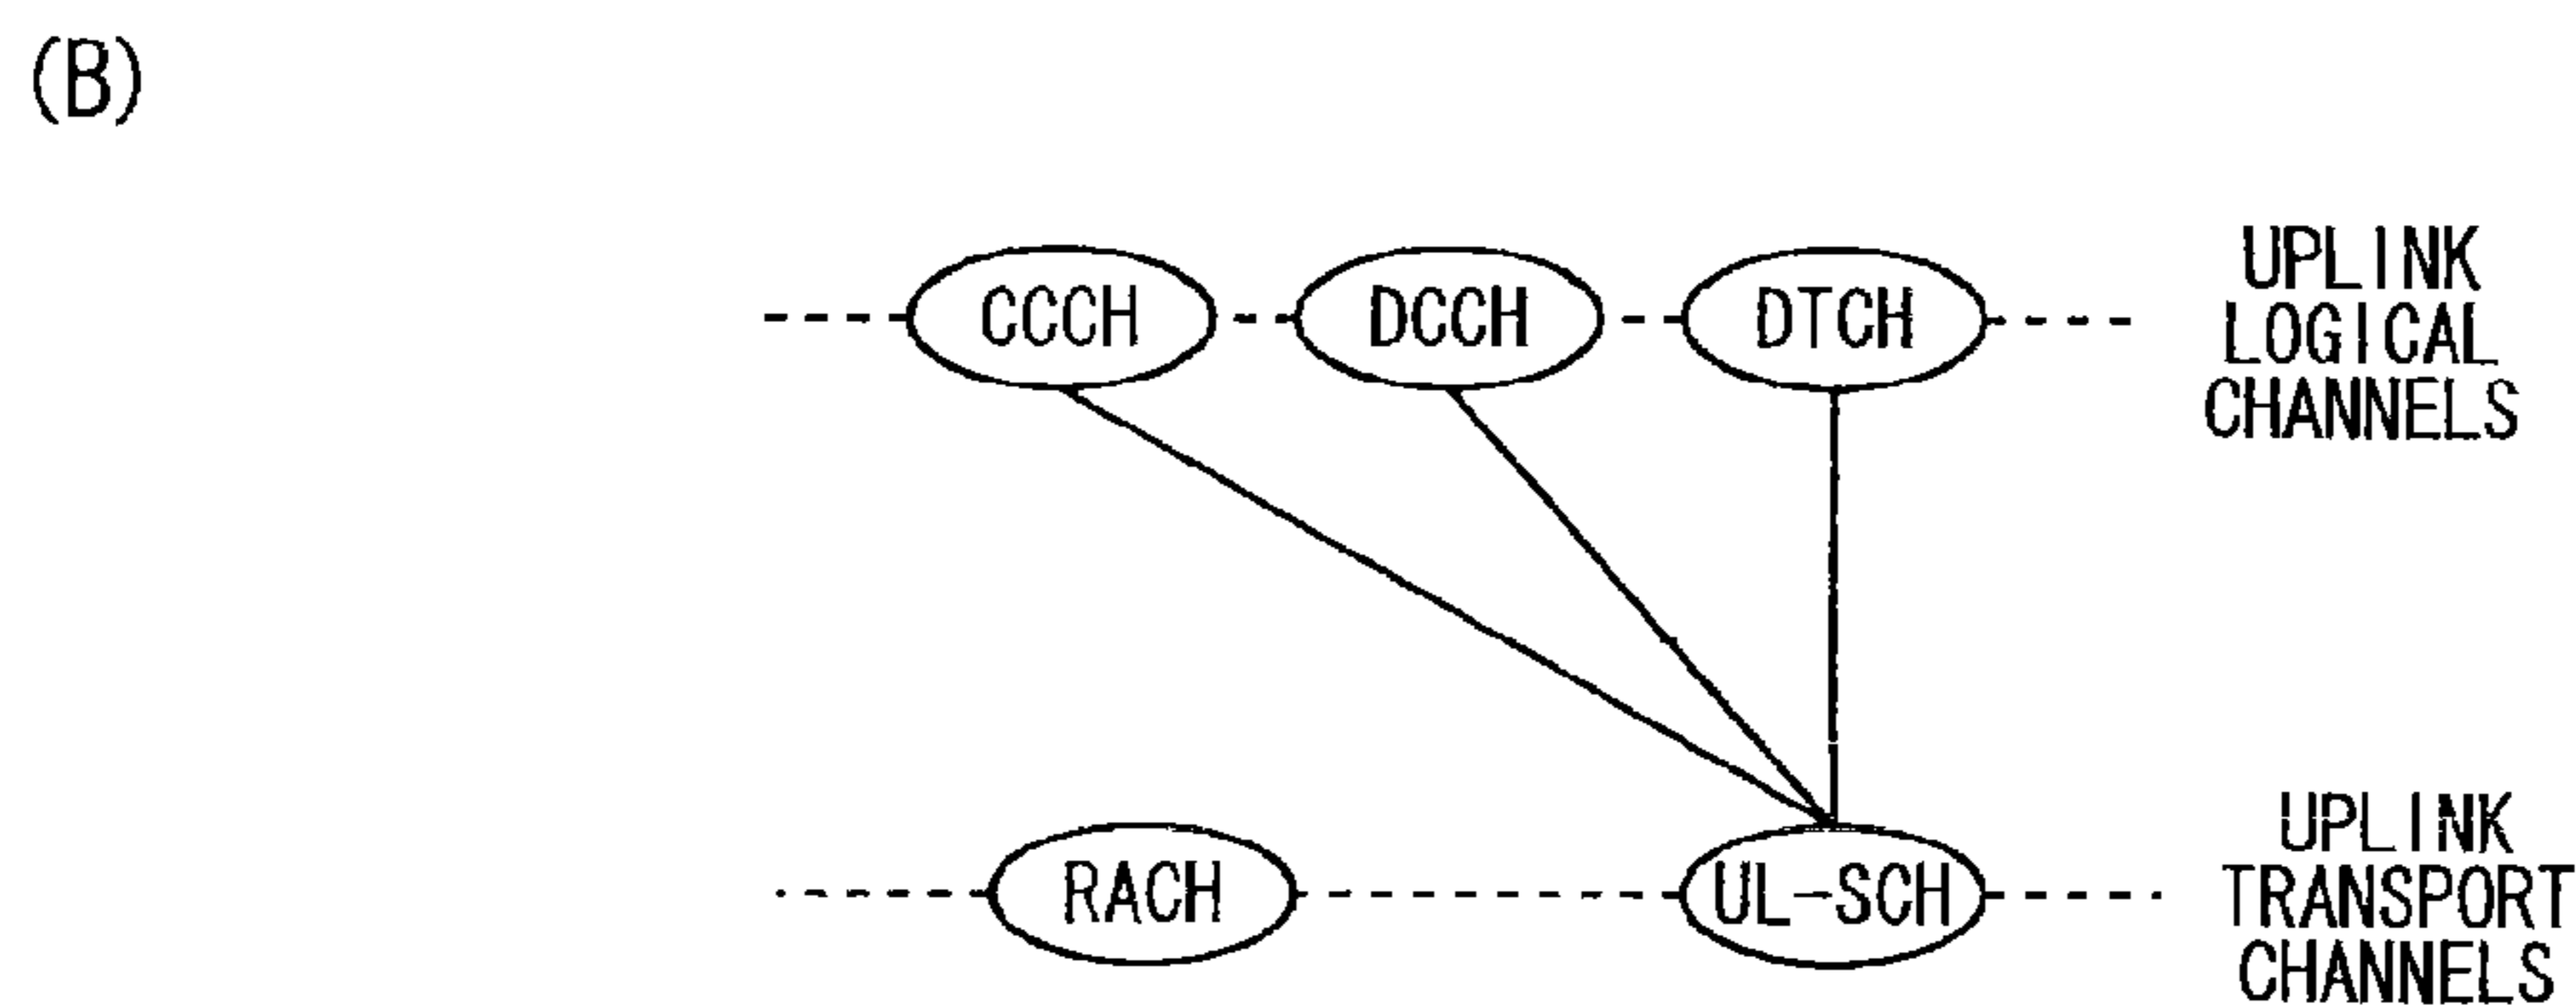 (B)
CCCH DCCH DTCH
UPLINK
LOGICAL
CHANNELS
RACH UL-SCH
UPLINK
TRANSPORT
CHANNELS